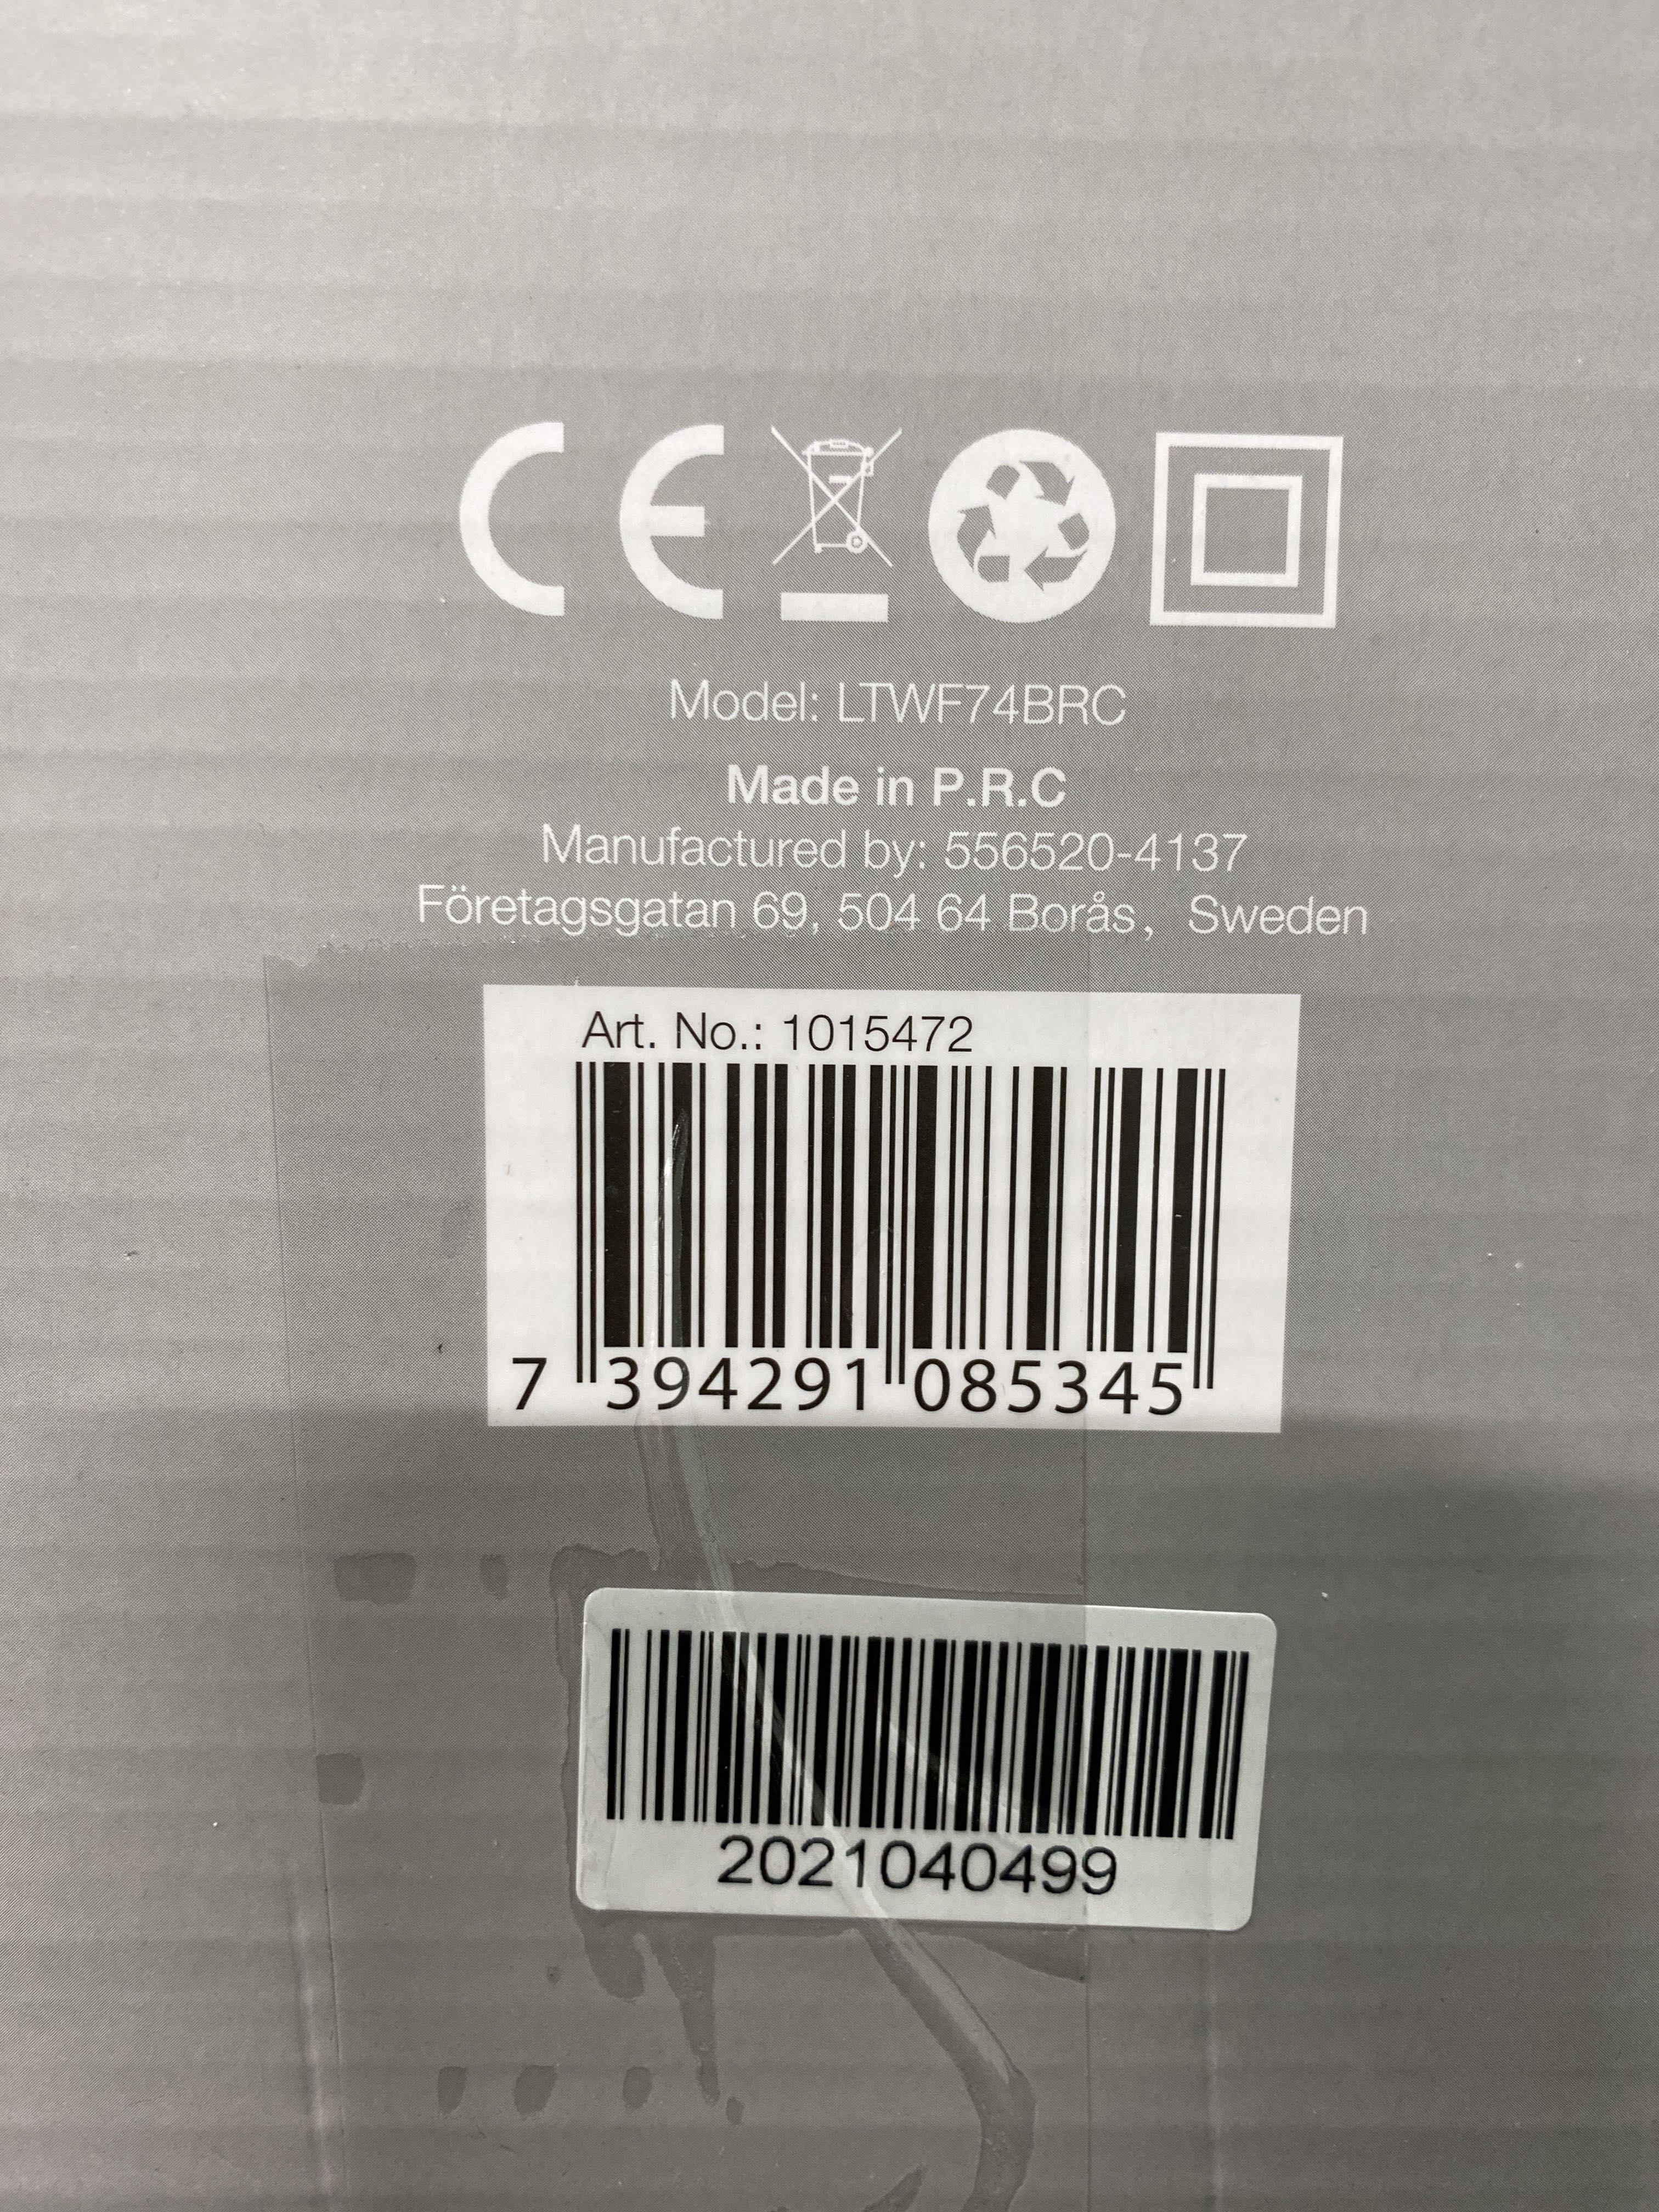 CE
Model: LTWF74BRC
Made in P.R.C
Manufactured by: 556520-4137
Företagsgatan 69, 504 64 Borås, Sweden
Art. No.: 1015472
7 394291 085345
2021040499